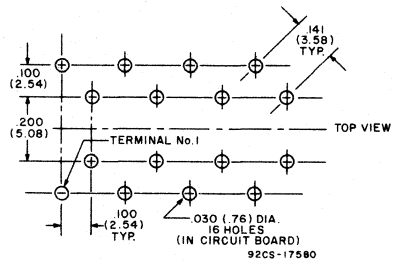 .141
(3.58)
TYP.
.100
(2.54)
.200
(5.08)
TOP VIEW
TERMINAL No.1
.100
(2.54)
TYP.
.030 (.76) DIA.
16 HOLES
(IN CIRCUIT BOARD)
92CS-17580